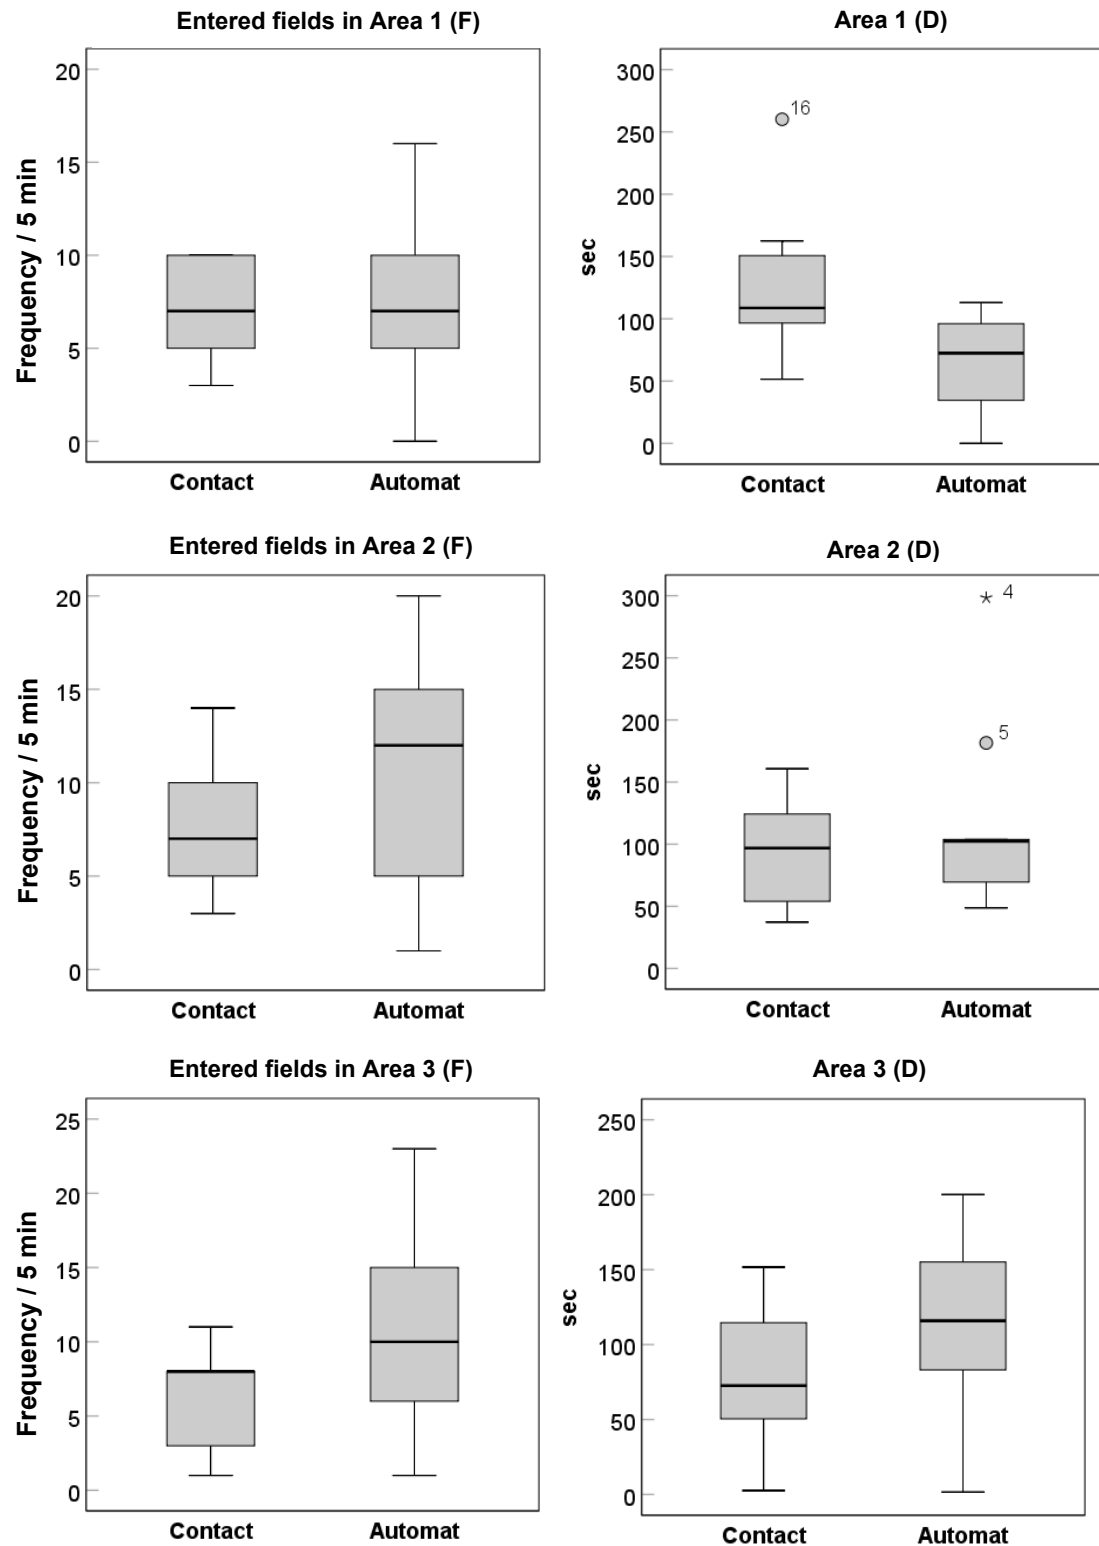 Entered fields in Area 1 (F)
Frequency / 5 min
20
15
10
5
0
Contact Automat
Area 1 (D)
sec
300
250
200
150
100
50
0
16
Contact Automat
Entered fields in Area 2 (F)
Frequency / 5 min
20
15
10
5
0
Contact Automat
Area 2 (D)
sec
300
250
200
150
100
50
0
4
5
Contact Automat
Entered fields in Area 3 (F)
Frequency / 5 min
25
20
15
10
5
0
Contact Automat
Area 3 (D)
sec
250
200
150
100
50
0
Contact Automat